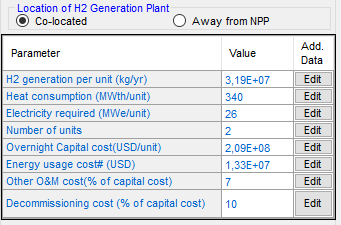 Location of H2 Generation Plant
Co-located Away from NPP
Parameter Value Add. Data
H2 generation per unit (kg/yr) 3,19E+07 Edit
Heat consumption (MWth/unit) 340 Edit
Electricity required (MWe/unit) 26 Edit
Number of units 2 Edit
Overnight Capital cost(USD/unit) 2,09E+08 Edit
Energy usage cost# (USD) 1,33E+07 Edit
Other O&M cost(% of capital cost) 7 Edit
Decommissioning cost (% of capital cost) 10 Edit